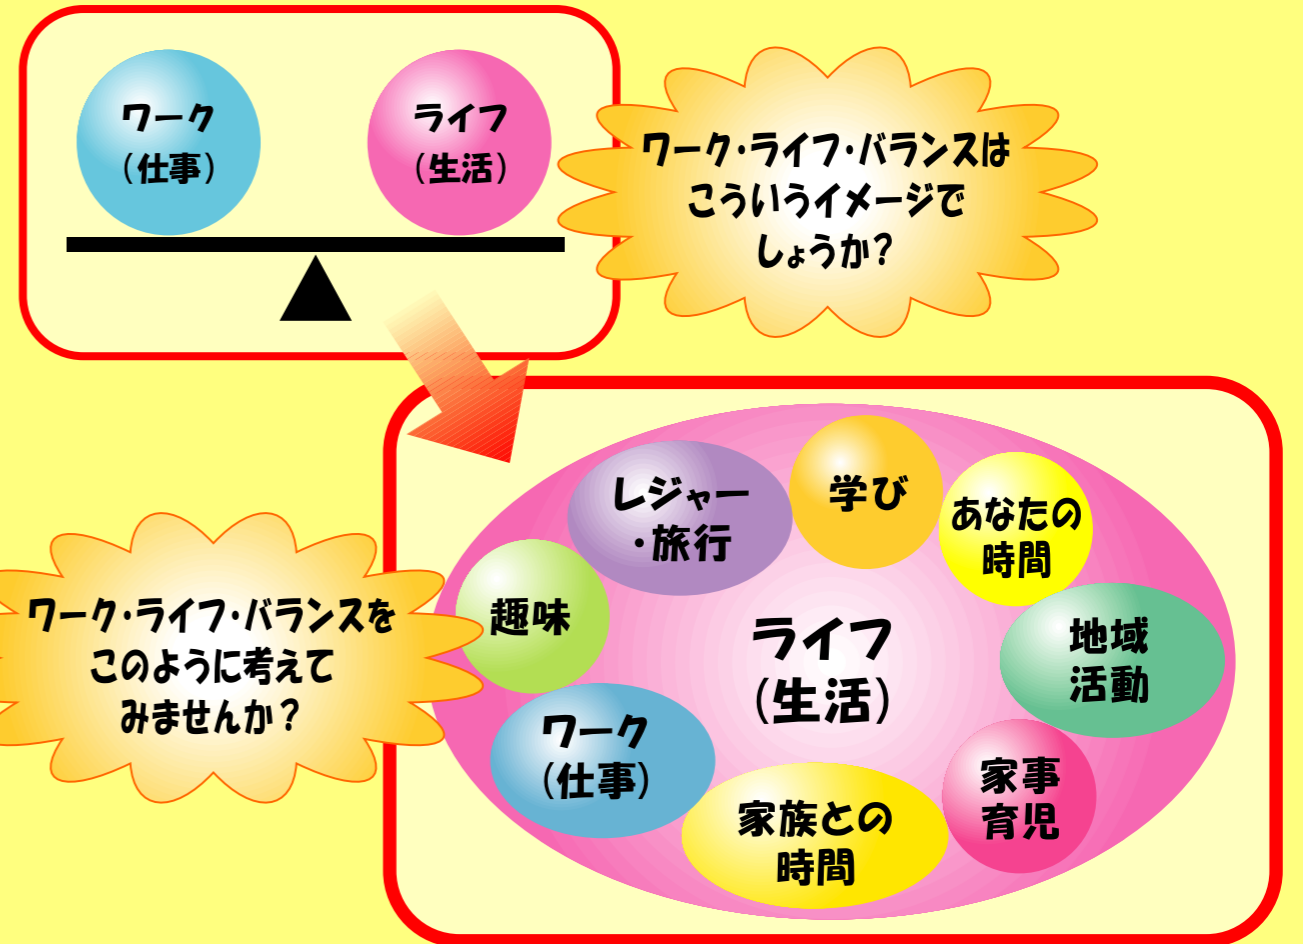 ワーク
（仕事）
ライフ
（生活）
ワーク・ライフ・バランスは
こういうイメージで
しょうか？
ワーク・ライフ・バランスを
このように考えて
みませんか？
レジャー
・旅行
学び
あなたの
時間
趣味
ライフ
（生活）
地域
活動
ワーク
（仕事）
家族との
時間
家事
育児